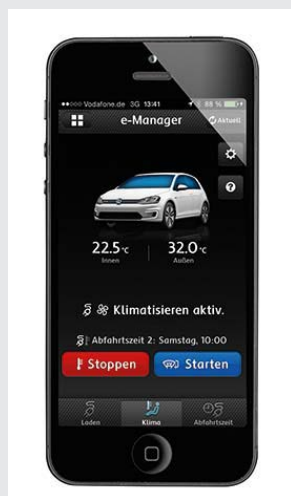 ●●○○○ Vodafone.de 3G 13:41 88 %
e-Manager Aktuell
?
22.5°C 32.0°C
Innen Außen
Klimatisieren aktiv.
Abfahrtszeit 2: Samstag, 10:00
Stoppen Starten
Laden Klima Abfahrtszeit